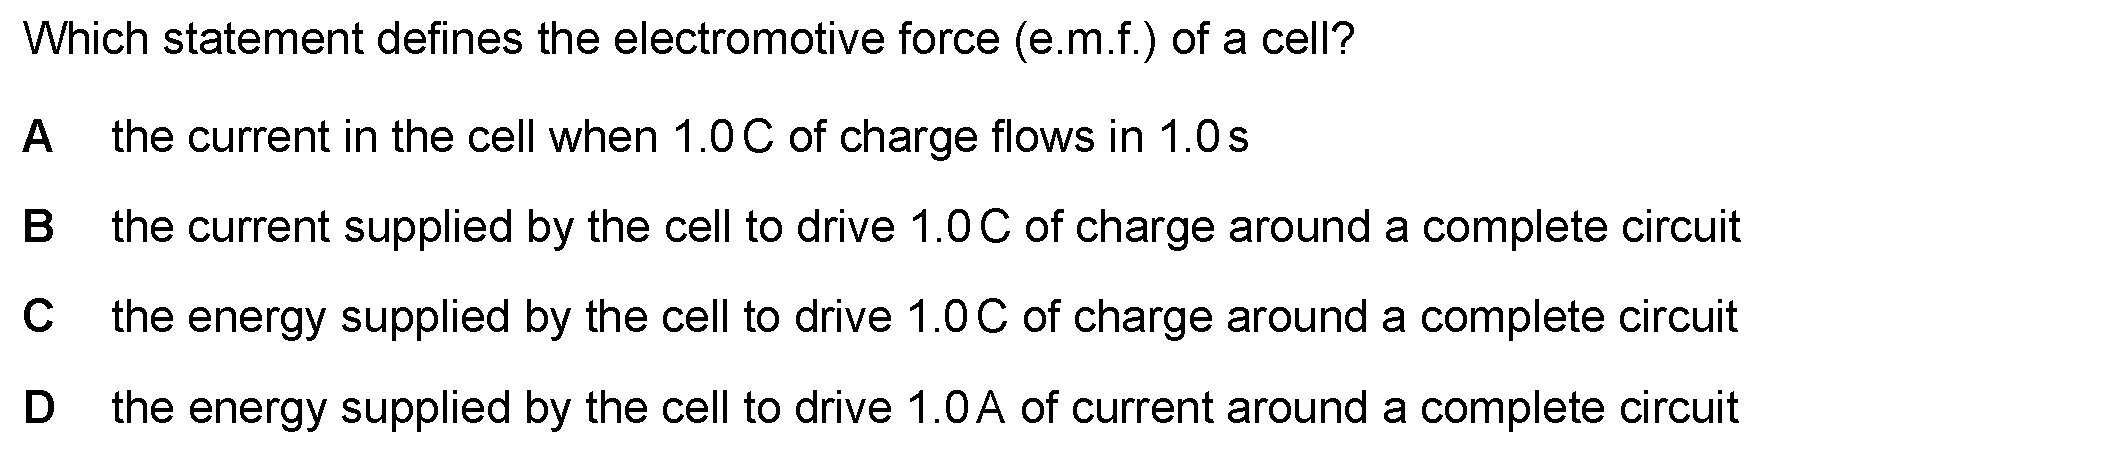 Which statement defines the electromotive force (e.m.f.) of a cell?
A the current in the cell when 1.0 C of charge flows in 1.0 s
B the current supplied by the cell to drive 1.0 C of charge around a complete circuit
C the energy supplied by the cell to drive 1.0 C of charge around a complete circuit
D the energy supplied by the cell to drive 1.0 A of current around a complete circuit